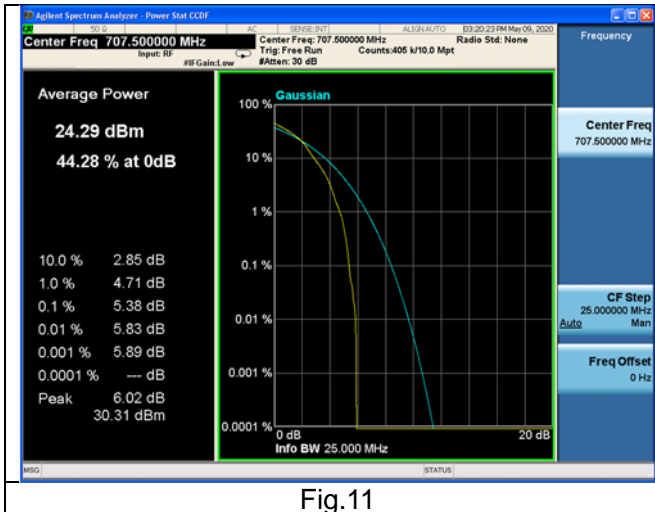 Agilent Spectrum Analyzer - Power Stat CCDF
50 Ω AC SENSE:INT ALIGN AUTO 03:20:23 PM May 09, 2020
Center Freq 707.500000 MHz
Input: RF
#IFGain:Low
Center Freq: 707.500000 MHz
Radio Std: None
Trig: Free Run
Counts:405 k/10.0 Mpt
#Atten: 30 dB
Frequency
Average Power
24.29 dBm
44.28 % at 0dB
10.0 % 2.85 dB
1.0 % 4.71 dB
0.1 % 5.38 dB
0.01 % 5.83 dB
0.001 % 5.89 dB
0.0001 % --- dB
Peak 6.02 dB
30.31 dBm
Gaussian
100 %
10 %
1 %
0.1 %
0.01 %
0.001 %
0.0001 %
0 dB 20 dB
Info BW 25.000 MHz
Center Freq
707.500000 MHz
CF Step
25.000000 MHz
Auto Man
Freq Offset
0 Hz
MSG STATUS
Fig.11